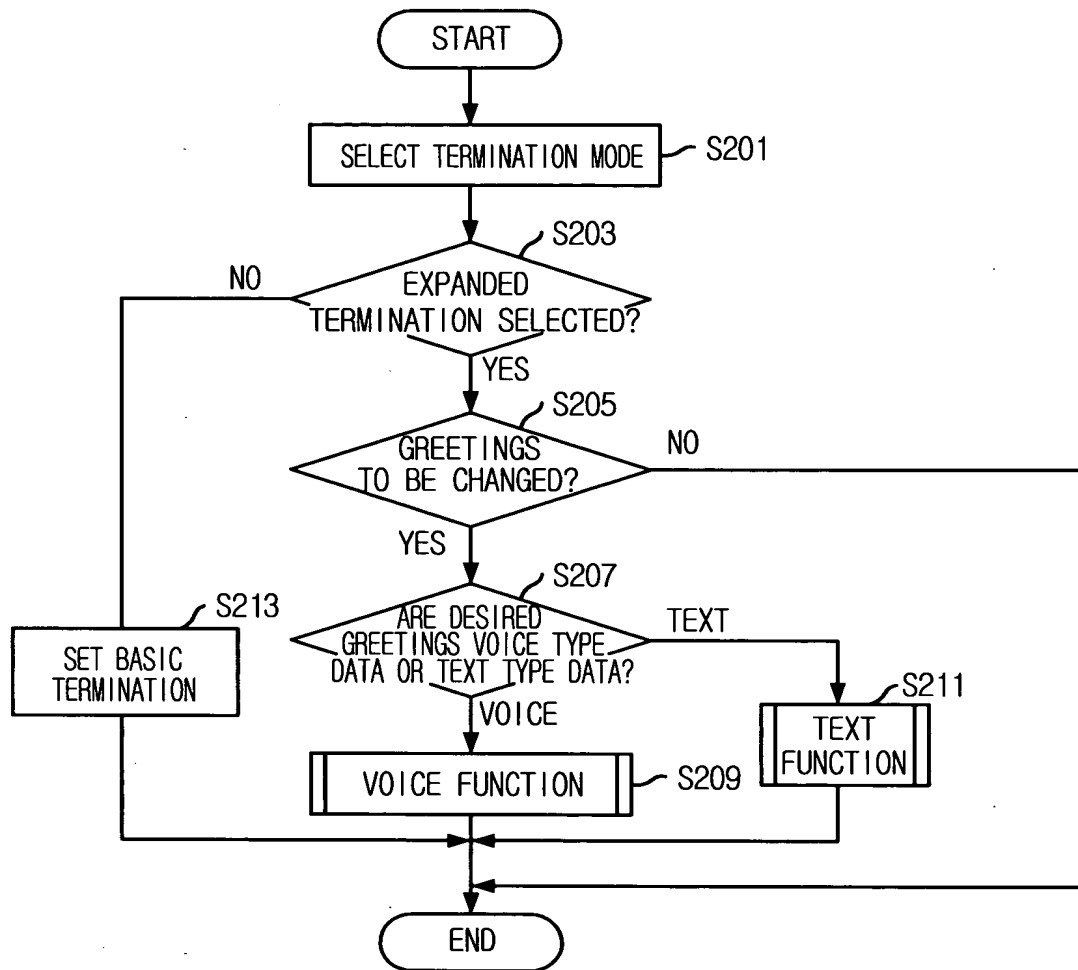 START
SELECT TERMINATION MODE
S201
S203
EXPANDED
TERMINATION SELECTED?
NO
YES
S205
GREETINGS
TO BE CHANGED?
NO
YES
S207
ARE DESIRED
GREETINGS VOICE TYPE
DATA OR TEXT TYPE DATA?
TEXT
VOICE
S213
SET BASIC
TERMINATION
S211
TEXT
FUNCTION
VOICE FUNCTION
S209
END